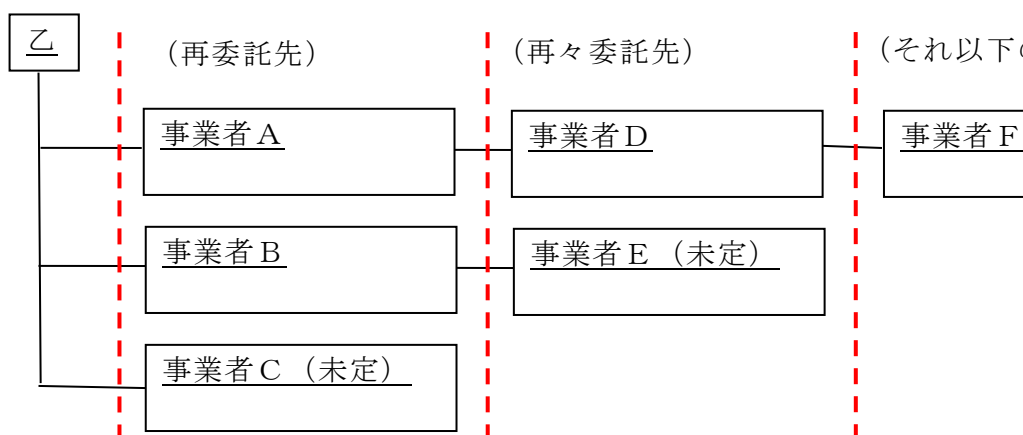 乙
（再委託先）
（再々委託先）
（それ以下の
事業者Ａ
事業者Ｄ
事業者Ｆ
事業者Ｂ
事業者Ｅ（未定）
事業者Ｃ（未定）